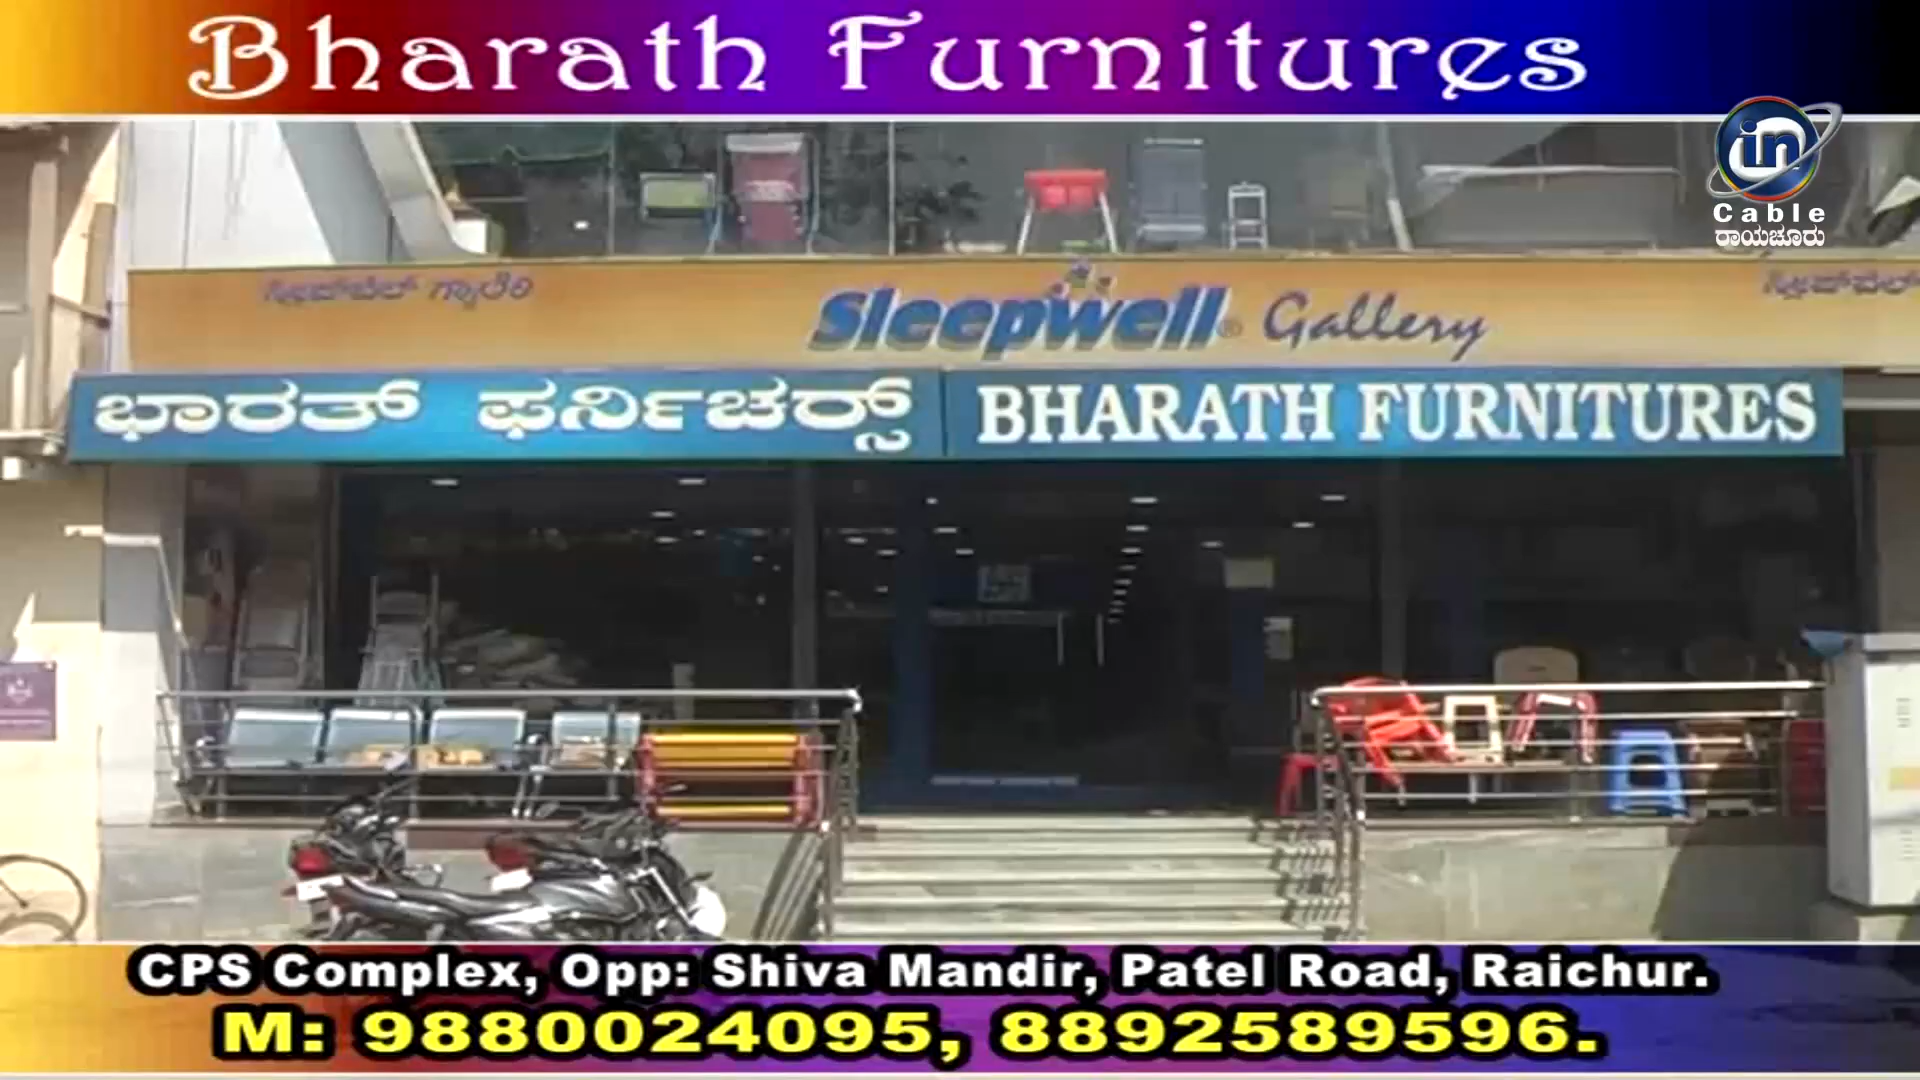 Bharath Furnitures
in
Cable
ರಾಯಚೂರು
ಸ್ಲೀಪ್‌ವೆಲ್ ಗ್ಯಾಲೆರಿ
Sleepwell® Gallery
ಸ್ಲೀಪ್‌ವೆಲ್
ಭಾರತ್ ಫರ್ನಿಚರ್ಸ್
BHARATH FURNITURES
CPS Complex, Opp: Shiva Mandir, Patel Road, Raichur.
M: 9880024095, 8892589596.